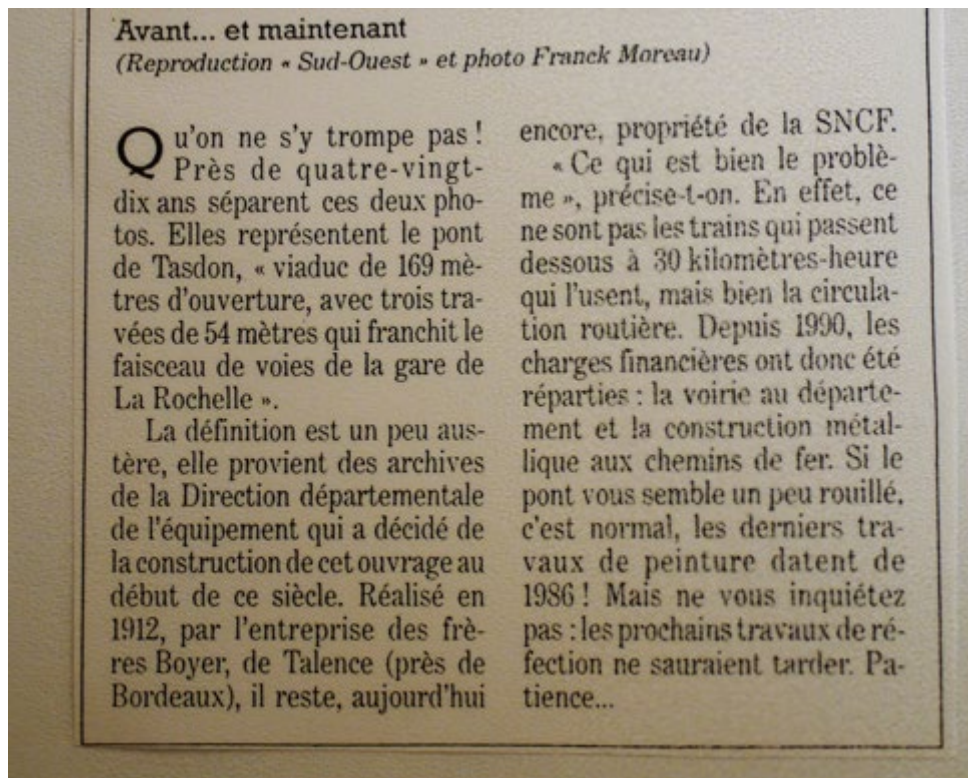 Avant... et maintenant
(Reproduction « Sud-Ouest » et photo Franck Moreau)
Qu'on ne s'y trompe pas !
Près de quatre-vingt-
dix ans séparent ces deux pho-
tos. Elles représentent le pont
de Tasdon, « viaduc de 169 mè-
tres d'ouverture, avec trois tra-
vées de 54 mètres qui franchit le
faisceau de voies de la gare de
La Rochelle ».
La définition est un peu aus-
tère, elle provient des archives
de la Direction départementale
de l'équipement qui a décidé de
la construction de cet ouvrage au
début de ce siècle. Réalisé en
1912, par l'entreprise des frè-
res Boyer, de Talence (près de
Bordeaux), il reste, aujourd'hui
encore, propriété de la SNCF.
« Ce qui est bien le problè-
me », précise-t-on. En effet, ce
ne sont pas les trains qui passent
dessous à 30 kilomètres-heure
qui l'usent, mais bien la circula-
tion routière. Depuis 1990, les
charges financières ont donc été
réparties : la voirie au départe-
ment et la construction métal-
lique aux chemins de fer. Si le
pont vous semble un peu rouillé,
c'est normal, les derniers tra-
vaux de peinture datent de
1986 ! Mais ne vous inquiétez
pas : les prochains travaux de ré-
fection ne sauraient tarder. Pa-
tience...